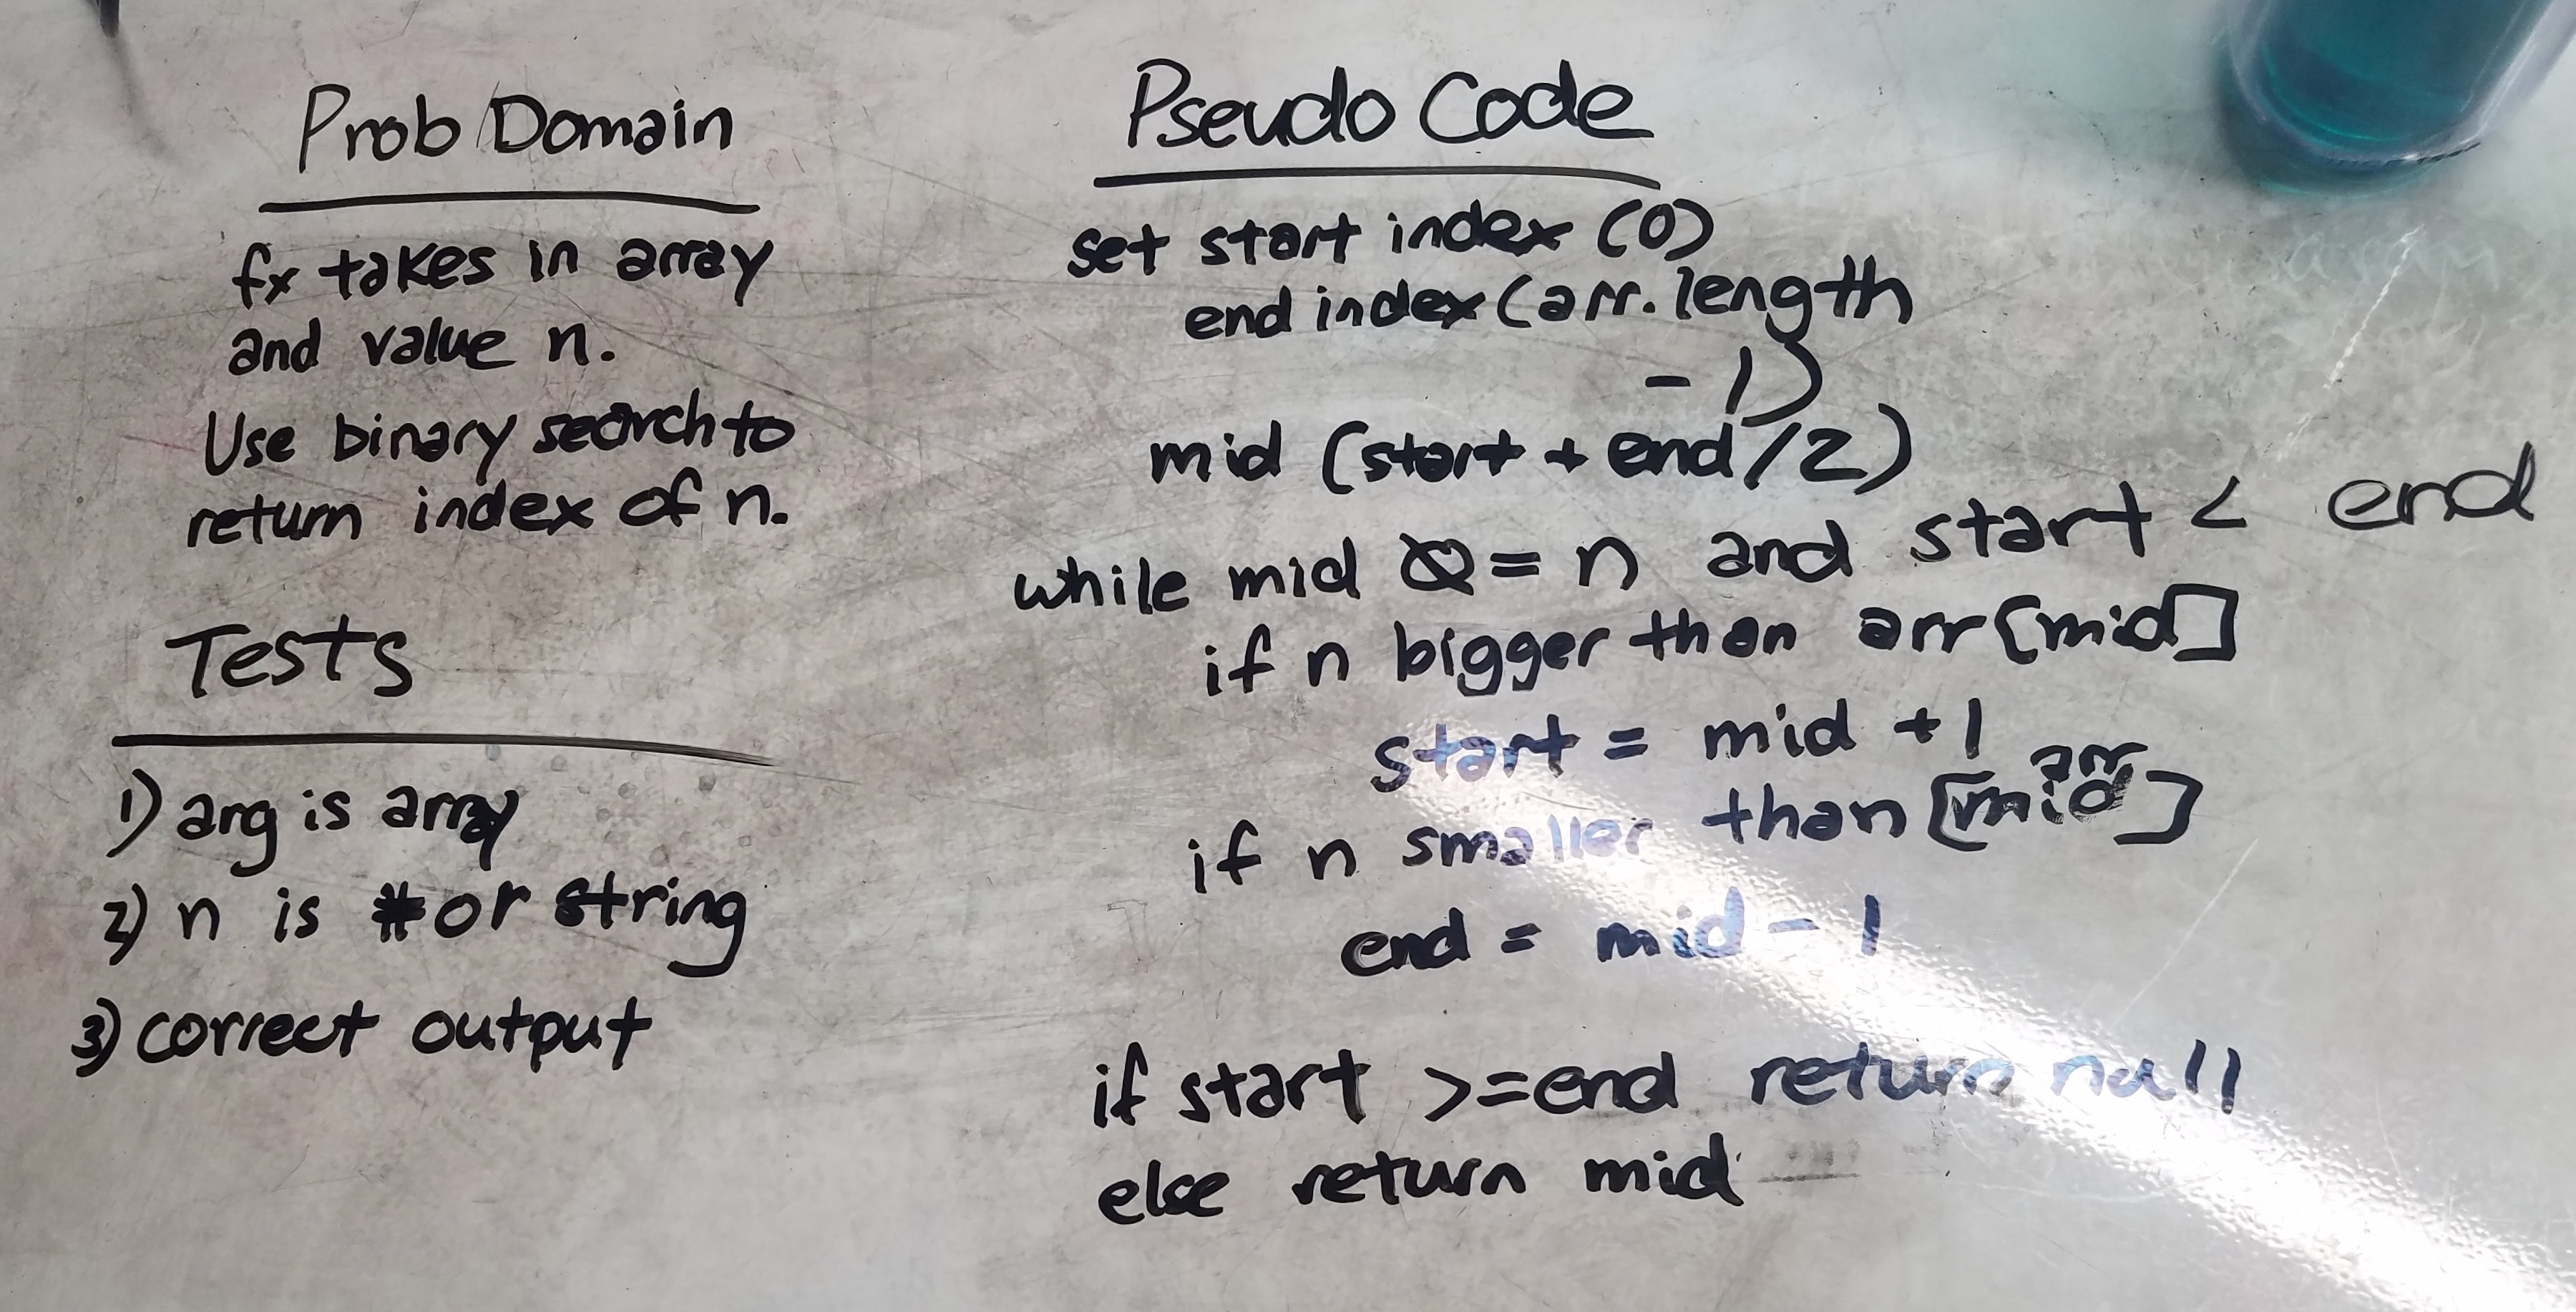 Prob Domain
fx takes in array
and value n.
Use binary search to
return index of n.
Tests
1) arg is array
2) n is # or string
3) correct output
Pseudo Code
set start index (0)
end index (arr.length
- 1)
mid (start + end / 2)
while mid = n and start < end
if n bigger than arr[mid]
start = mid +1
arr
if n smaller than [mid]
end = mid - 1
if start >=end return null
else return mid